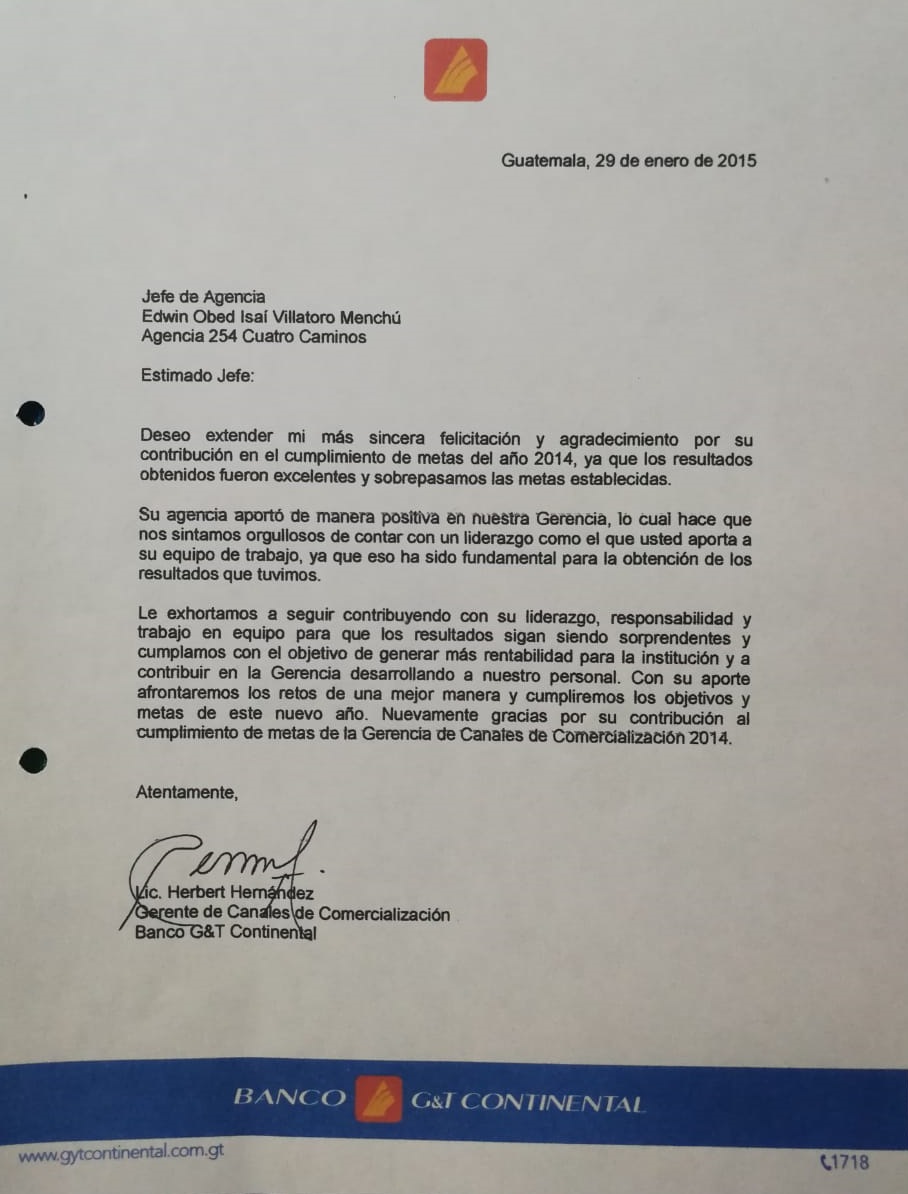 Guatemala, 29 de enero de 2015
Jefe de Agencia
Edwin Obed Isaí Villatoro Menchú
Agencia 254 Cuatro Caminos
Estimado Jefe:
Deseo extender mi más sincera felicitación y agradecimiento por su
contribución en el cumplimiento de metas del año 2014, ya que los resultados
obtenidos fueron excelentes y sobrepasamos las metas establecidas.
Su agencia aportó de manera positiva en nuestra Gerencia, lo cual hace que
nos sintamos orgullosos de contar con un liderazgo como el que usted aporta a
su equipo de trabajo, ya que eso ha sido fundamental para la obtención de los
resultados que tuvimos.
Le exhortamos a seguir contribuyendo con su liderazgo, responsabilidad y
trabajo en equipo para que los resultados sigan siendo sorprendentes y
cumplamos con el objetivo de generar más rentabilidad para la institución y a
contribuir en la Gerencia desarrollando a nuestro personal. Con su aporte
afrontaremos los retos de una mejor manera y cumpliremos los objetivos y
metas de este nuevo año. Nuevamente gracias por su contribución al
cumplimiento de metas de la Gerencia de Canales de Comercialización 2014.
Atentamente,
Lic. Herbert Hernández
Gerente de Canales de Comercialización
Banco G&T Continental
BANCO G&T CONTINENTAL
www.gytcontinental.com.gt
1718